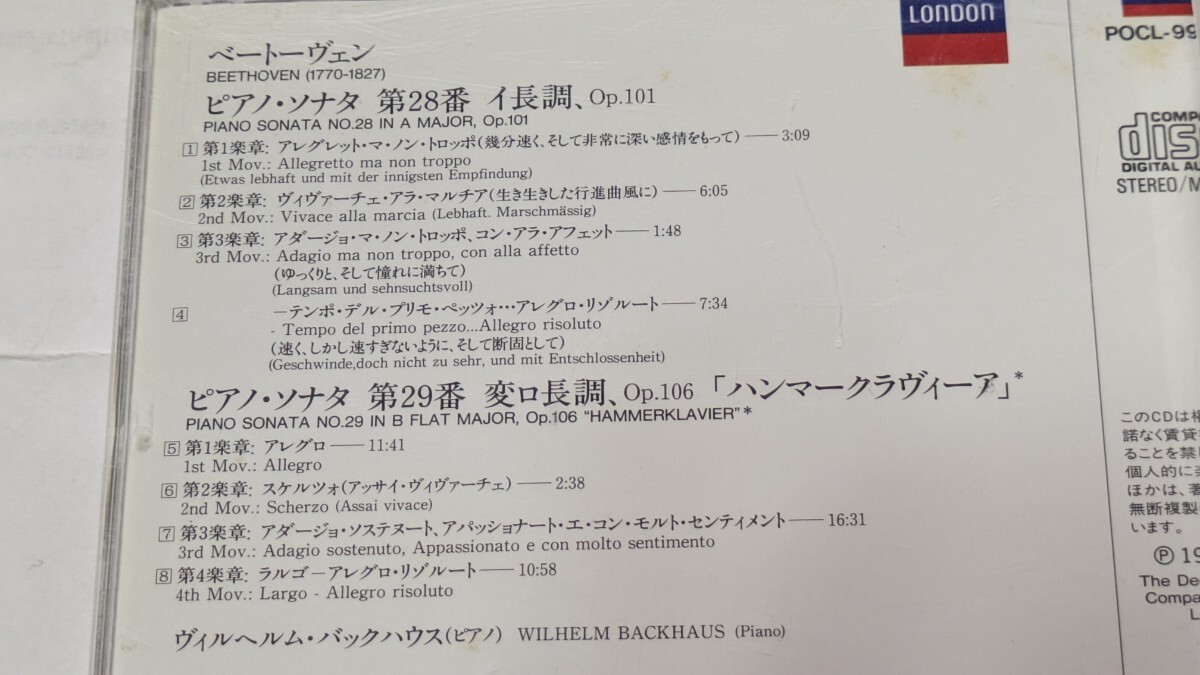 ベートーヴェン
BEETHOVEN (1770-1827)
ピアノ・ソナタ 第28番 イ長調、Op.101
PIANO SONATA NO.28 IN A MAJOR, Op.101
1 第1楽章: アレグレット・マ・ノン・トロッポ(幾分速く、そして非常に深い感情をもって)——3:09
1st Mov.: Allegretto ma non troppo
(Etwas lebhaft und mit der innigsten Empfindung)
2 第2楽章: ヴィヴァーチェ・アラ・マルチア(生き生きした行進曲風に)——6:05
2nd Mov.: Vivace alla marcia (Lebhaft. Marschmässig)
3 第3楽章: アダージョ・マ・ノン・トロッポ、コン・アラ・アフェット——1:48
3rd Mov.: Adagio ma non troppo, con alla affetto
(ゆっくりと、そして憧れに満ちて)
(Langsam und sehnsuchtsvoll)
4 −テンポ・デル・プリモ・ペッツォ…アレグロ・リゾルート——7:34
- Tempo del primo pezzo...Allegro risoluto
(速く、しかし速すぎないように、そして断固として)
(Geschwinde,doch nicht zu sehr, und mit Entschlossenheit)
ピアノ・ソナタ 第29番 変ロ長調、Op.106 「ハンマークラヴィーア」*
PIANO SONATA NO.29 IN B FLAT MAJOR, Op.106 “HAMMERKLAVIER”*
5 第1楽章: アレグロ——11:41
1st Mov.: Allegro
6 第2楽章: スケルツォ(アッサイ・ヴィヴァーチェ)——2:38
2nd Mov.: Scherzo (Assai vivace)
7 第3楽章: アダージョ・ソステヌート、アパッショナート・エ・コン・モルト・センティメント——16:31
3rd Mov.: Adagio sostenuto, Appassionato e con molto sentimento
8 第4楽章: ラルゴ−アレグロ・リゾルート——10:58
4th Mov.: Largo - Allegro risoluto
ヴィルヘルム・バックハウス(ピアノ) WILHELM BACKHAUS (Piano)
LONDON
POCL-99
COMPA
disc
DIGITAL AU
STEREO/M
このCDは
諾なく賃貸
ることを禁
個人的に
ほかは、著
無断複製
います。
Ⓟ 19
The De
Compa
L